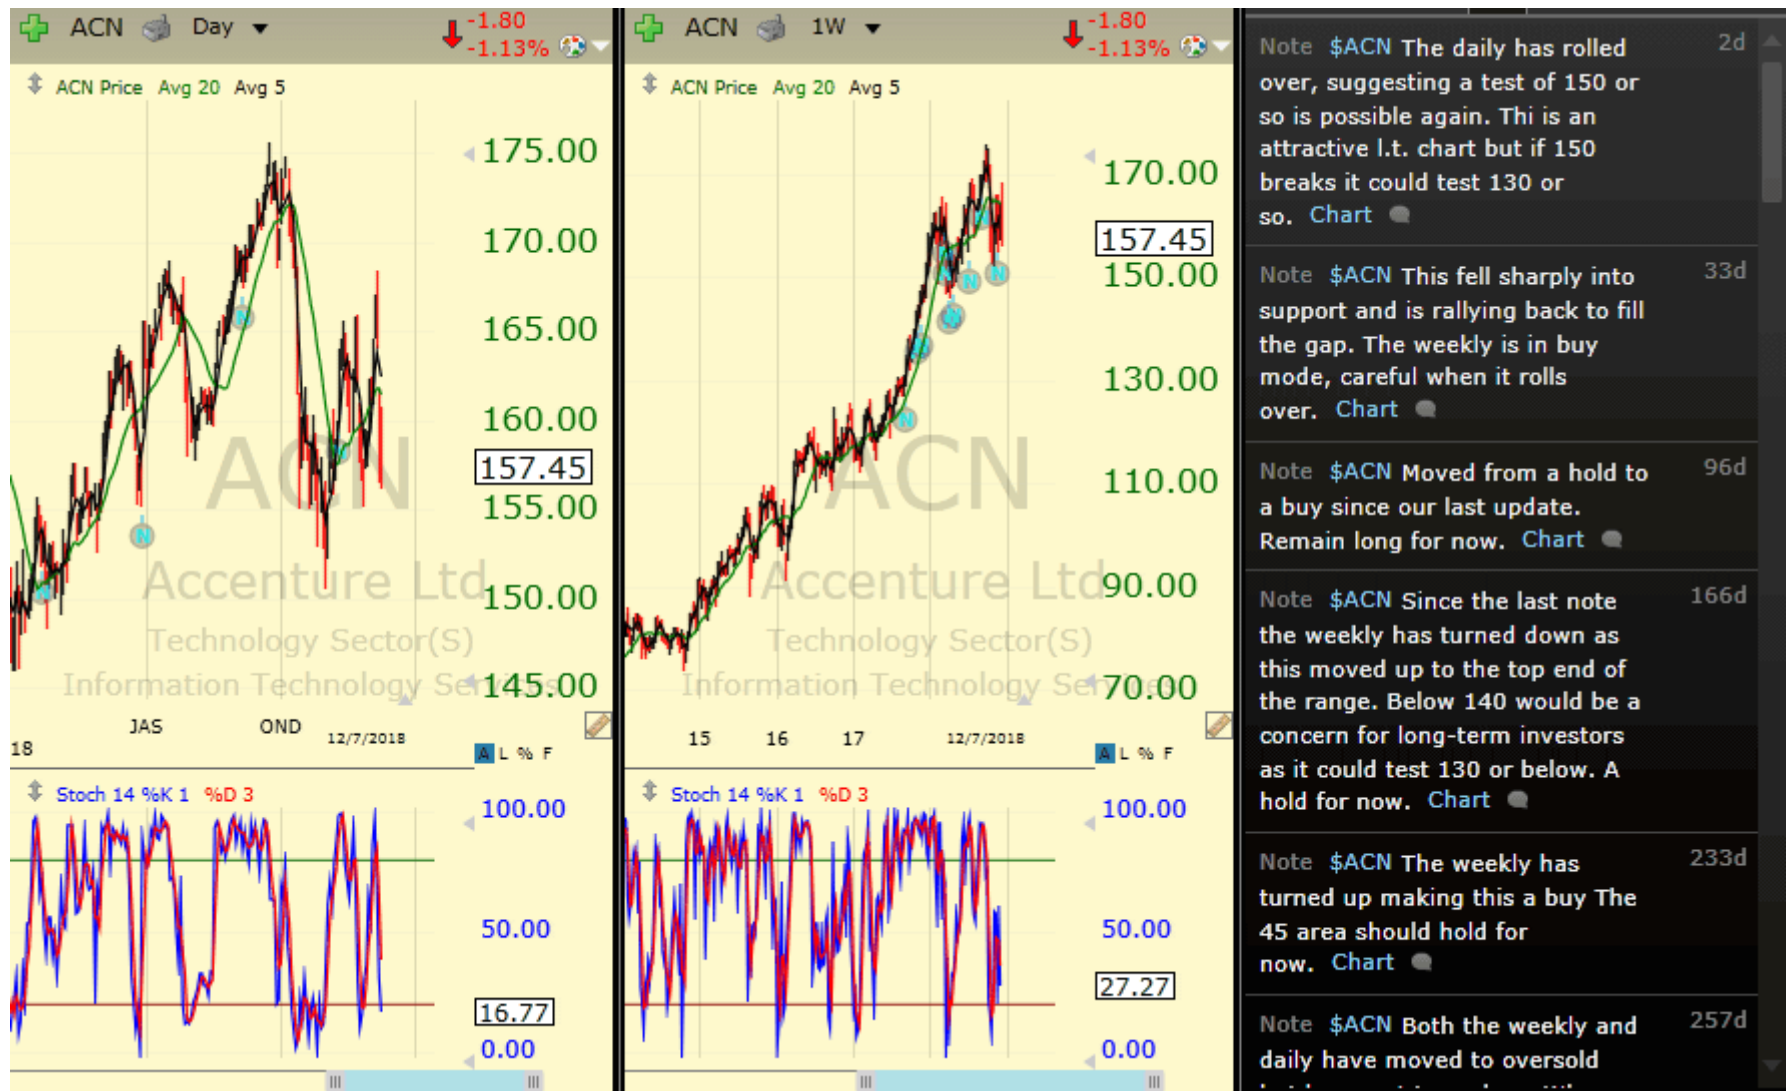 ACN Day
-1.80
-1.13%
ACN Price Avg 20 Avg 5
175.00
170.00
165.00
160.00
157.45
155.00
150.00
145.00
ACN
Accenture Ltd
Technology Sector(S)
Information Technology Services
N
N
N
N
18
JAS
OND
12/7/2018
A L % F
Stoch 14 %K 1 %D 3
100.00
50.00
16.77
0.00
ACN 1W
-1.80
-1.13%
ACN Price Avg 20 Avg 5
170.00
157.45
150.00
130.00
110.00
90.00
70.00
ACN
Accenture Ltd
Technology Sector(S)
Information Technology Services
N
N
N
N
15
16
17
12/7/2018
A L % F
Stoch 14 %K 1 %D 3
100.00
50.00
27.27
0.00
Note $ACN The daily has rolled 2d
over, suggesting a test of 150 or
so is possible again. Thi is an
attractive l.t. chart but if 150
breaks it could test 130 or
so. Chart
Note $ACN This fell sharply into 33d
support and is rallying back to fill
the gap. The weekly is in buy
mode, careful when it rolls
over. Chart
Note $ACN Moved from a hold to 96d
a buy since our last update.
Remain long for now. Chart
Note $ACN Since the last note 166d
the weekly has turned down as
this moved up to the top end of
the range. Below 140 would be a
concern for long-term investors
as it could test 130 or below. A
hold for now. Chart
Note $ACN The weekly has 233d
turned up making this a buy The
45 area should hold for
now. Chart
Note $ACN Both the weekly and 257d
daily have moved to oversold